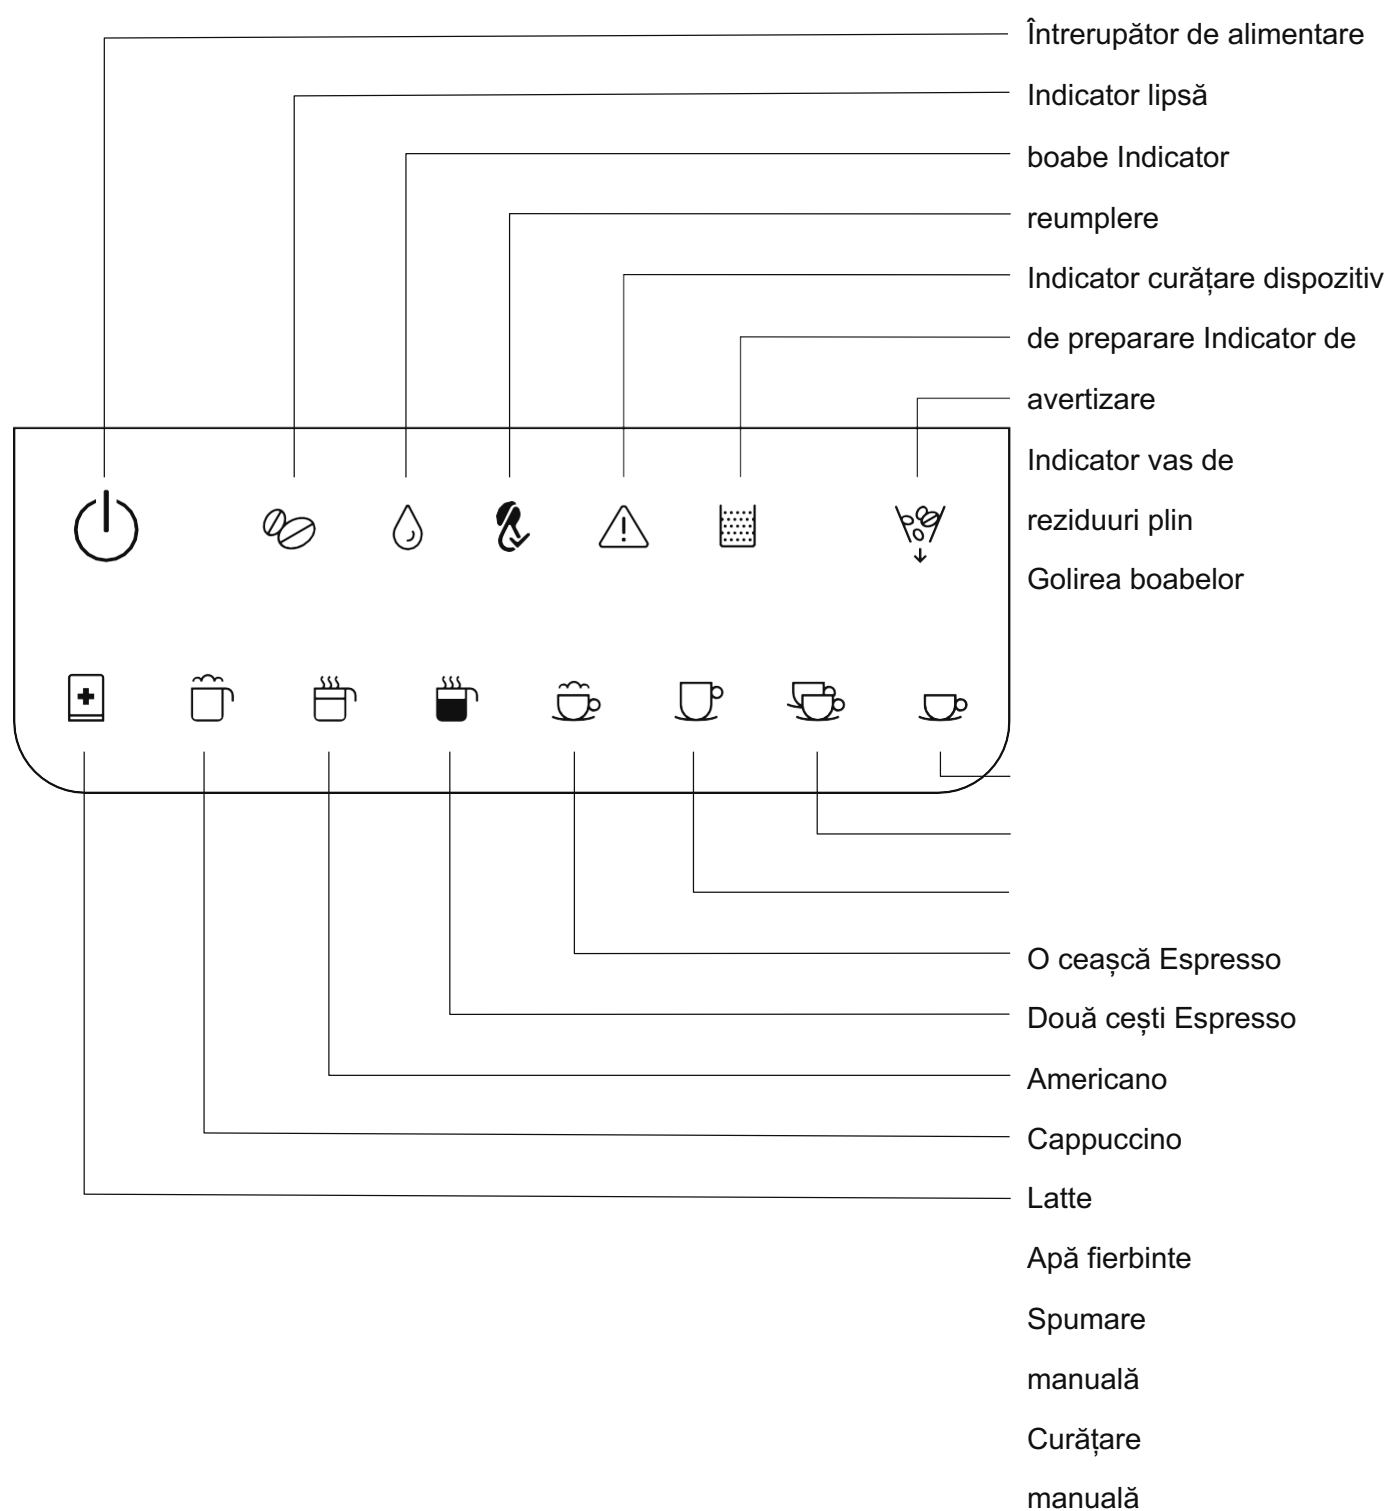 Întrerupător de alimentare
Indicator lipsă
boabe Indicator
reumplere
Indicator curățare dispozitiv
de preparare Indicator de
avertizare
Indicator vas de
reziduuri plin
Golirea boabelor
O ceașcă Espresso
Două cești Espresso
Americano
Cappuccino
Latte
Apă fierbinte
Spumare
manuală
Curățare
manuală